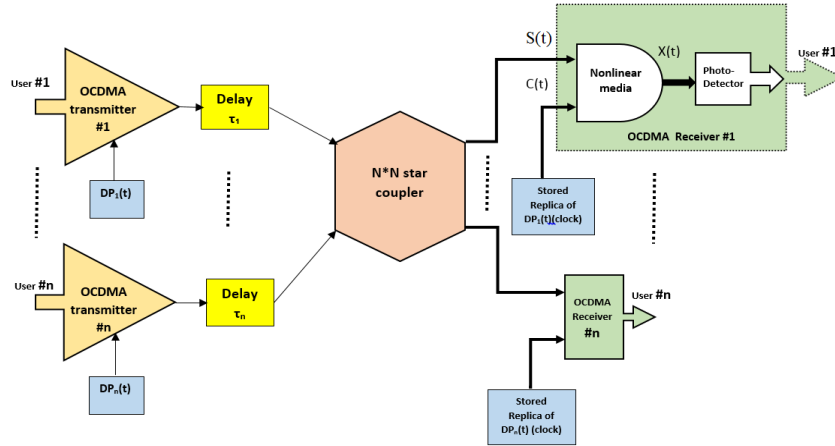 User #1
OCDMA
transmitter
#1
DP₁(t)
Delay
τ₁
User #n
OCDMA
transmitter
#n
DPₙ(t)
Delay
τₙ
N*N star
coupler
S(t)
C(t)
Nonlinear
media
X(t)
Photo-
Detector
OCDMA Receiver #1
User #1
Stored
Replica of
DP₁(t)(clock)
OCDMA
Receiver
#n
User #n
Stored
Replica of
DPₙ(t) (clock)